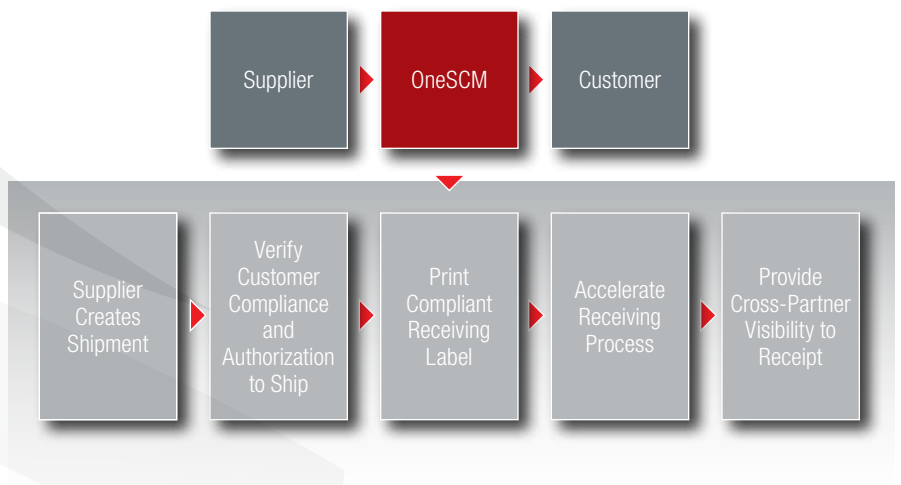 Supplier
OneSCM
Customer
Supplier
Creates
Shipment
Verify
Customer
Compliance
and
Authorization
to Ship
Print
Compliant
Receiving
Label
Accelerate
Receiving
Process
Provide
Cross-Partner
Visibility to
Receipt